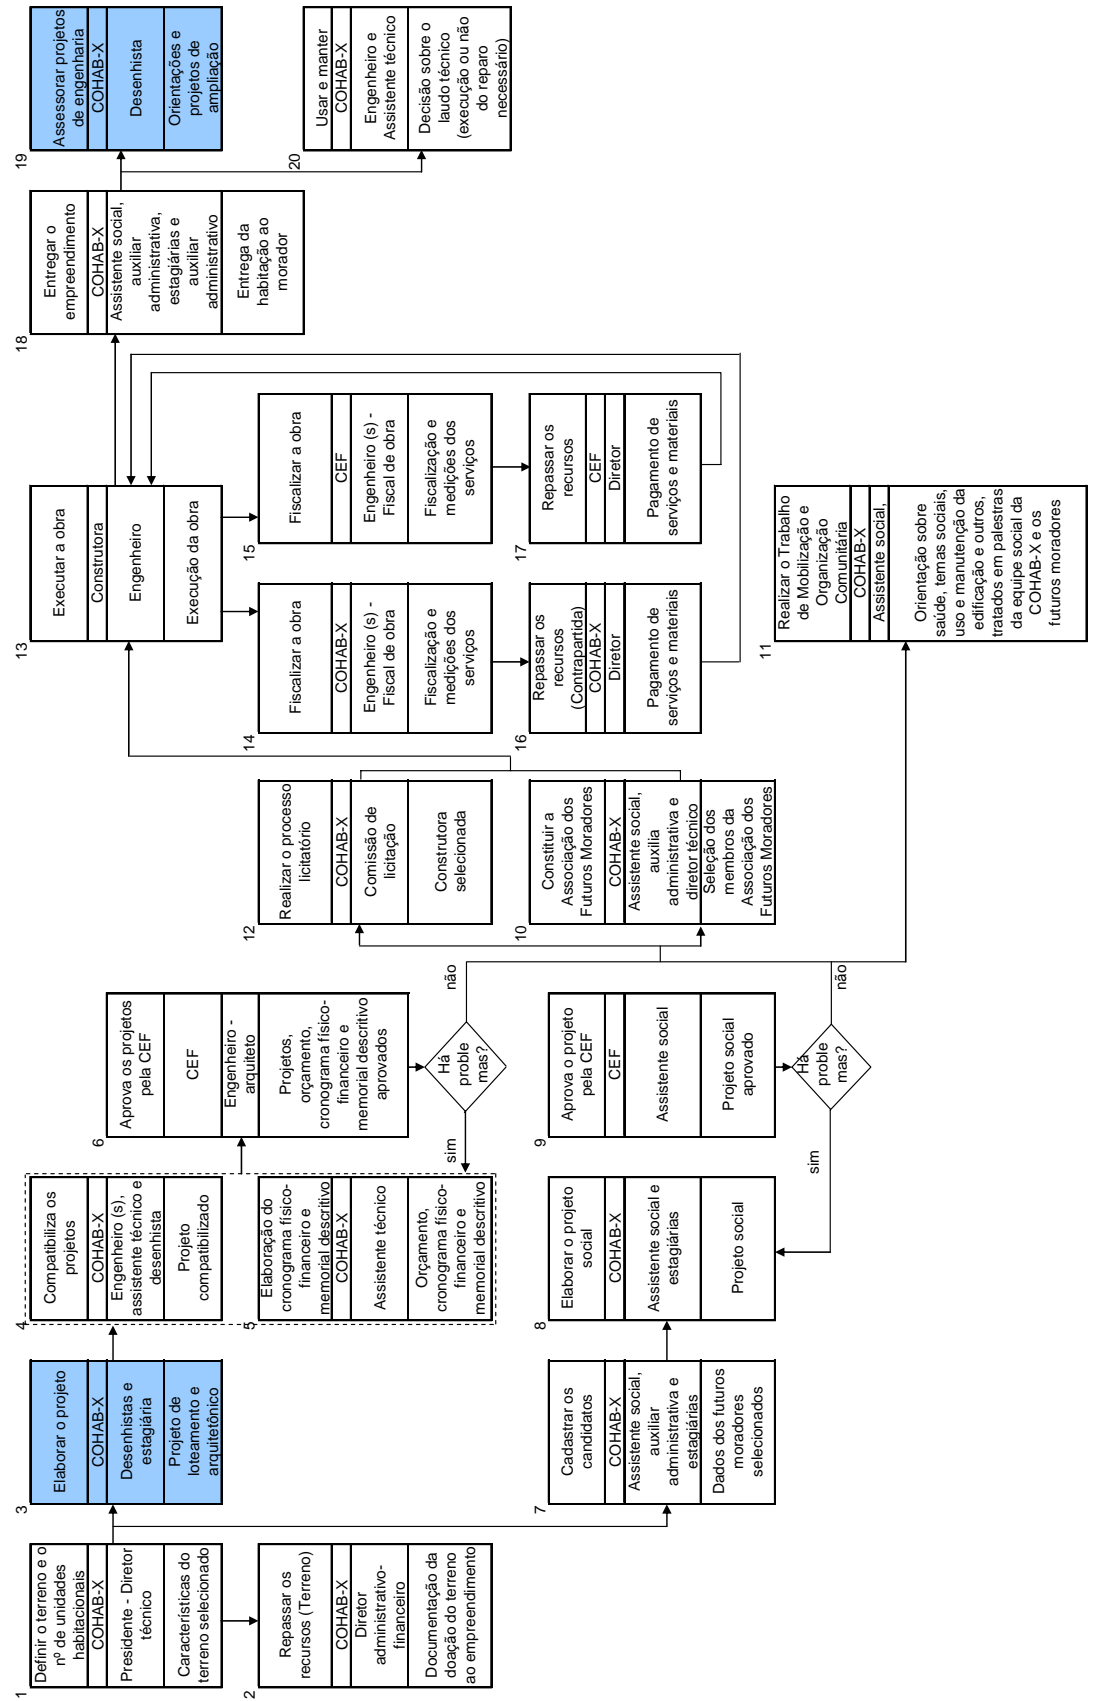 1
Definir o terreno e o
nº de unidades
habitacionais
COHAB-X
Presidente - Diretor
técnico
Características do
terreno selecionado
2
Repassar os
recursos (Terreno)
COHAB-X
Diretor
administrativo-
financeiro
Documentação da
doação do terreno
ao empreendimento
3
Elaborar o projeto
COHAB-X
Desenhistas e
estagiária
Projeto de
loteamento e
arquitetônico
4
Compatibiliza os
projetos
COHAB-X
Engenheiro (s),
assistente técnico e
desenhista
Projeto
compatibilizado
5
Elaboração do
cronograma físico-
financeiro e
memorial descritivo
COHAB-X
Assistente técnico
Orçamento,
cronograma físico-
financeiro e
memorial descritivo
6
Aprova os projetos
pela CEF
CEF
Engenheiro -
arquiteto
Projetos,
orçamento,
cronograma físico-
financeiro e
memorial descritivo
aprovados
Há
proble
mas?
sim
não
7
Cadastrar os
candidatos
COHAB-X
Assistente social,
auxiliar
administrativa e
estagiárias
Dados dos futuros
moradores
selecionados
8
Elaborar o projeto
social
COHAB-X
Assistente social e
estagiárias
Projeto social
9
Aprova o projeto
pela CEF
CEF
Assistente social
Projeto social
aprovado
Há
proble
mas?
sim
não
12
Realizar o processo
licitatório
COHAB-X
Comissão de
licitação
Construtora
selecionada
10
Constituir a
Associação dos
Futuros Moradores
COHAB-X
Assistente social,
auxilia
administrativa e
diretor técnico
Seleção dos
membros da
Associação dos
Futuros Moradores
11
Realizar o Trabalho
de Mobilização e
Organização
Comunitária
COHAB-X
Assistente social,
Orientação sobre
saúde, temas sociais,
uso e manutenção da
edificação e outros,
tratados em palestras
da equipe social da
COHAB-X e os
futuros moradores
13
Executar a obra
Construtora
Engenheiro
Execução da obra
14
Fiscalizar a obra
COHAB-X
Engenheiro (s) -
Fiscal de obra
Fiscalização e
medições dos
serviços
15
Fiscalizar a obra
CEF
Engenheiro (s) -
Fiscal de obra
Fiscalização e
medições dos
serviços
16
Repassar os
recursos
(Contrapartida)
COHAB-X
Diretor
Pagamento de
serviços e materiais
17
Repassar os
recursos
CEF
Diretor
Pagamento de
serviços e materiais
18
Entregar o
empreendimento
COHAB-X
Assistente social,
auxiliar
administrativa,
estagiárias e
auxiliar
administrativo
Entrega da
habitação ao
morador
19
Assessorar projetos
de engenharia
COHAB-X
Desenhista
Orientações e
projetos de
ampliação
20
Usar e manter
COHAB-X
Engenheiro e
Assistente técnico
Decisão sobre o
laudo técnico
(execução ou não
do reparo
necessário)